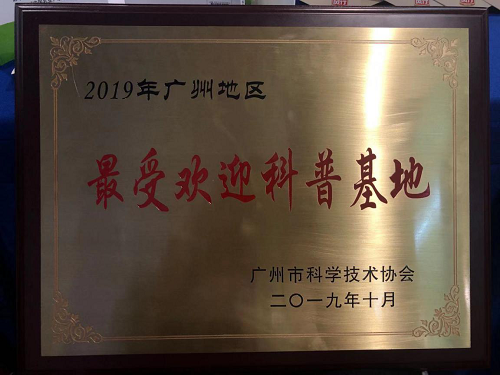 2019年广州地区
最受欢迎科普基地
广州市科学技术协会
二〇一九年十月